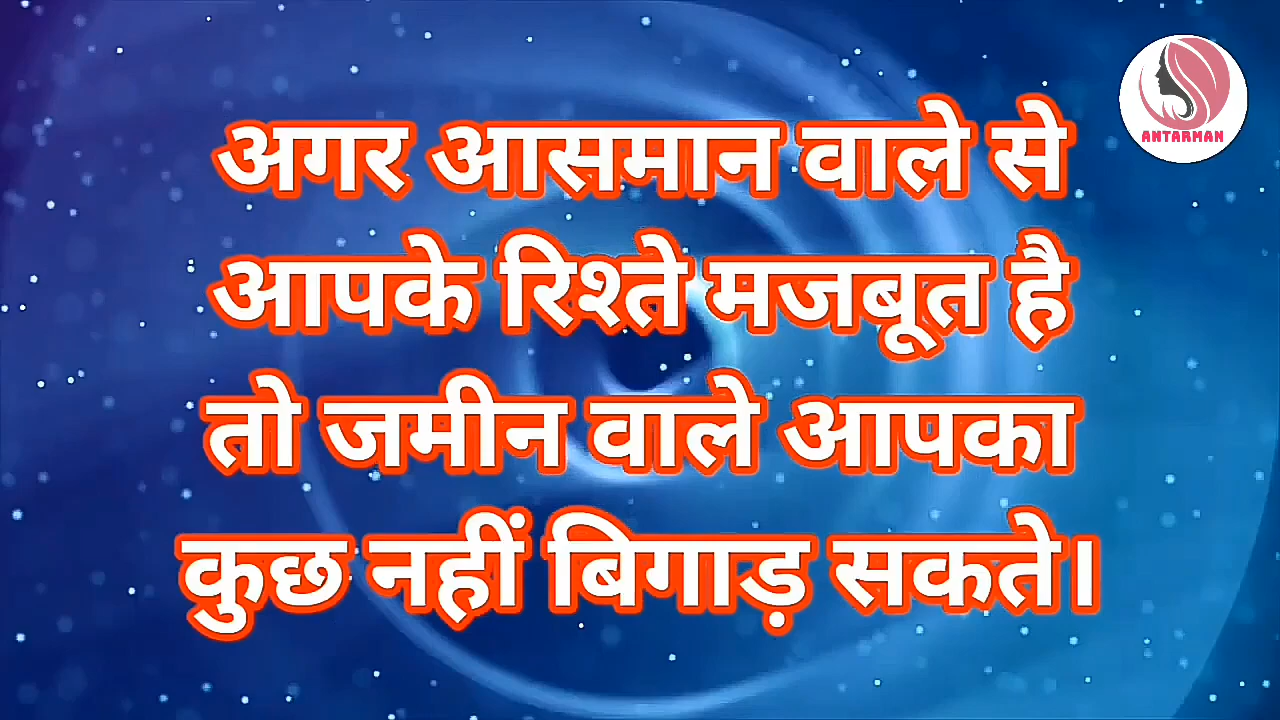 अगर आसमान वाले से
आपके रिश्ते मजबूत है
तो जमीन वाले आपका
कुछ नहीं बिगाड़ सकते।
ANTARMAN